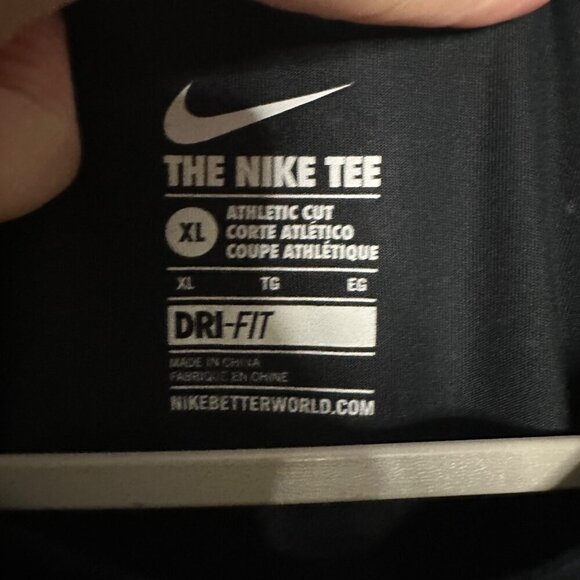 THE NIKE TEE
XL
ATHLETIC CUT
CORTE ATLÉTICO
COUPE ATHLÉTIQUE
XL TG EG
DRI-FIT
MADE IN CHINA
FABRIQUÉ EN CHINE
NIKEBETTERWORLD.COM